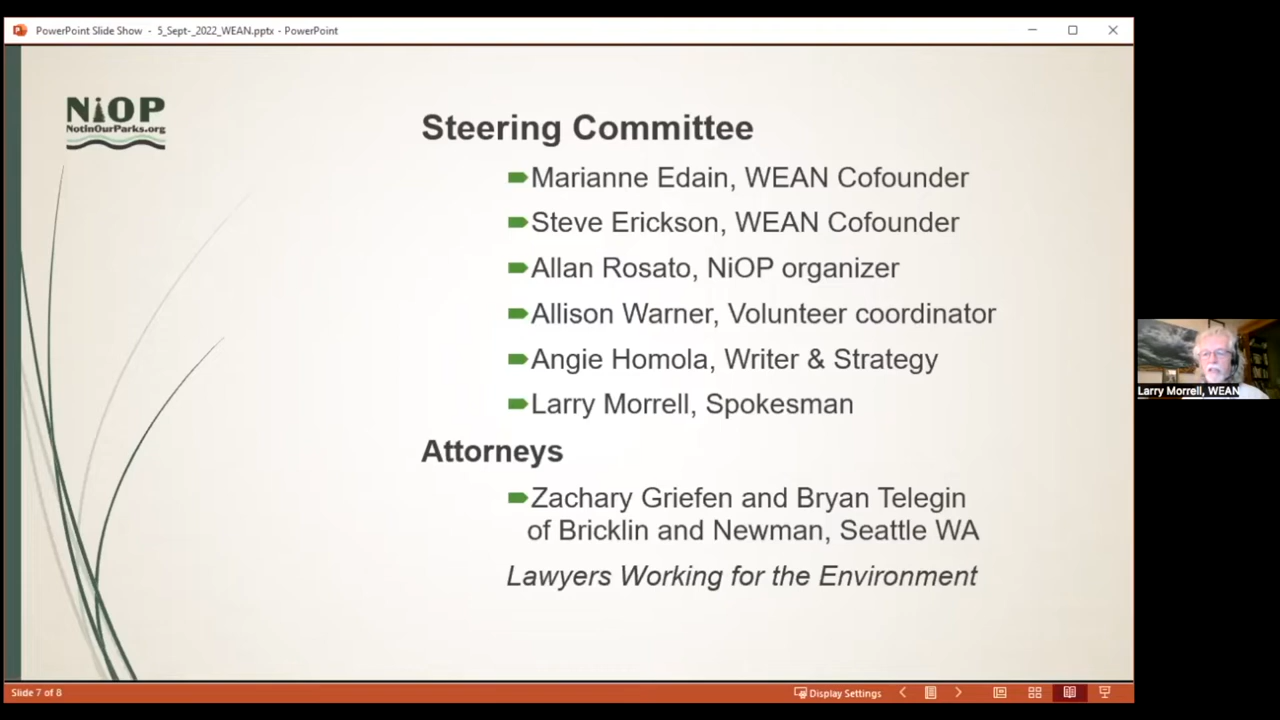 PowerPoint Slide Show - 5_Sept-_2022_WEAN.pptx - PowerPoint
NiOP
NotInOurParks.org
Steering Committee
Marianne Edain, WEAN Cofounder
Steve Erickson, WEAN Cofounder
Allan Rosato, NiOP organizer
Allison Warner, Volunteer coordinator
Angie Homola, Writer & Strategy
Larry Morrell, Spokesman
Attorneys
Zachary Griefen and Bryan Telegin
of Bricklin and Newman, Seattle WA
Lawyers Working for the Environment
Larry Morrell, WEAN
Slide 7 of 8
Display Settings